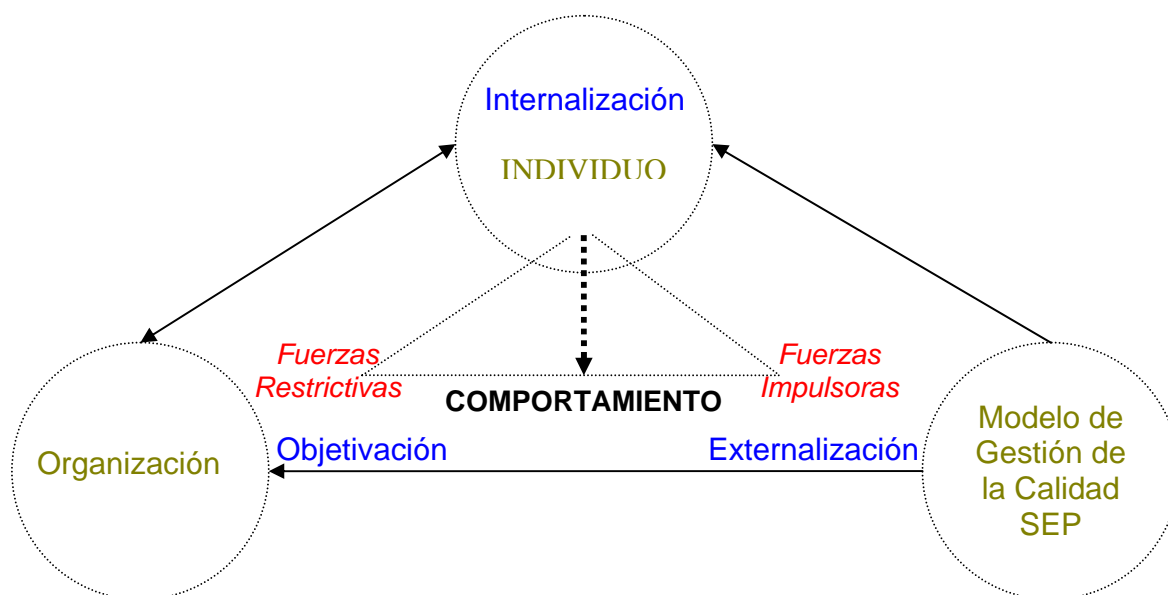 Internalización
INDIVIDUO
Fuerzas
Restrictivas
Fuerzas
Impulsoras
COMPORTAMIENTO
Organización
Objetivación
Externalización
Modelo de
Gestión de
la Calidad
SEP